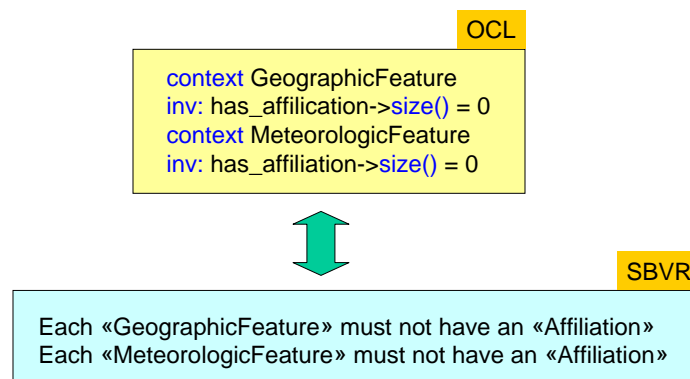 OCL
context GeographicFeature
inv: has_affilication->size() = 0
context MeteorologicFeature
inv: has_affiliation->size() = 0
SBVR
Each «GeographicFeature» must not have an «Affiliation»
Each «MeteorologicFeature» must not have an «Affiliation»